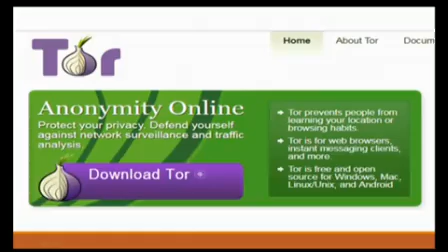 Tor
Home
About Tor
Docum
Anonymity Online
Protect your privacy. Defend yourself
against network surveillance and traffic
analysis.
Download Tor
Tor prevents people from
learning your location or
browsing habits.
Tor is for web browsers,
instant messaging clients,
and more.
Tor is free and open
source for Windows, Mac,
Linux/Unix, and Android